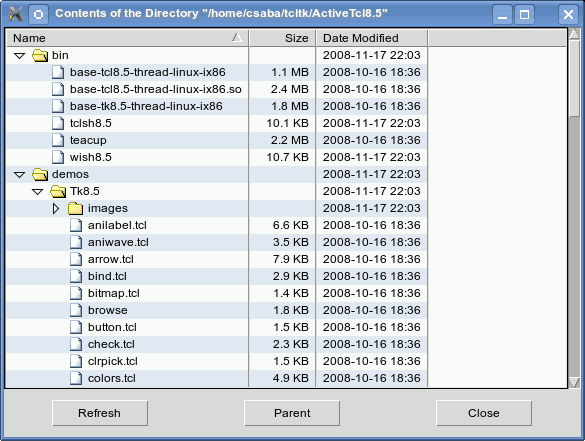 Contents of the Directory "/home/csaba/tcltk/ActiveTcl8.5"
Name Size Date Modified
bin 2008-11-17 22:03
base-tcl8.5-thread-linux-ix86 1.1 MB 2008-10-16 18:36
base-tcl8.5-thread-linux-ix86.so 2.4 MB 2008-10-16 18:36
base-tk8.5-thread-linux-ix86 1.8 MB 2008-10-16 18:36
tclsh8.5 10.1 KB 2008-11-17 22:03
teacup 2.2 MB 2008-10-16 18:36
wish8.5 10.7 KB 2008-11-17 22:03
demos 2008-11-17 22:03
Tk8.5 2008-11-17 22:03
images 2008-11-17 22:03
anilabel.tcl 6.6 KB 2008-10-16 18:36
aniwave.tcl 3.5 KB 2008-10-16 18:36
arrow.tcl 7.9 KB 2008-10-16 18:36
bind.tcl 2.9 KB 2008-10-16 18:36
bitmap.tcl 1.4 KB 2008-10-16 18:36
browse 1.8 KB 2008-10-16 18:36
button.tcl 1.5 KB 2008-10-16 18:36
check.tcl 2.3 KB 2008-10-16 18:36
clrpick.tcl 1.5 KB 2008-10-16 18:36
colors.tcl 4.9 KB 2008-10-16 18:36
Refresh Parent Close